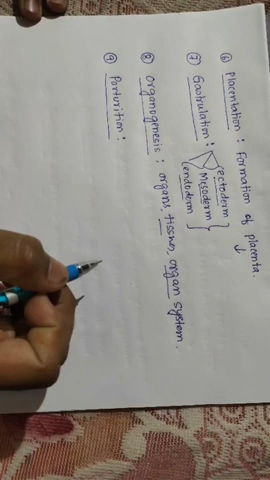 ⑥ Placentation : Formation of placenta.
↓
⑦ Gastrulation : ectoderm
Mesoderm
endoderm
⑧ Organogenesis : organs, tissues, organ system.
⑨ Parturition :